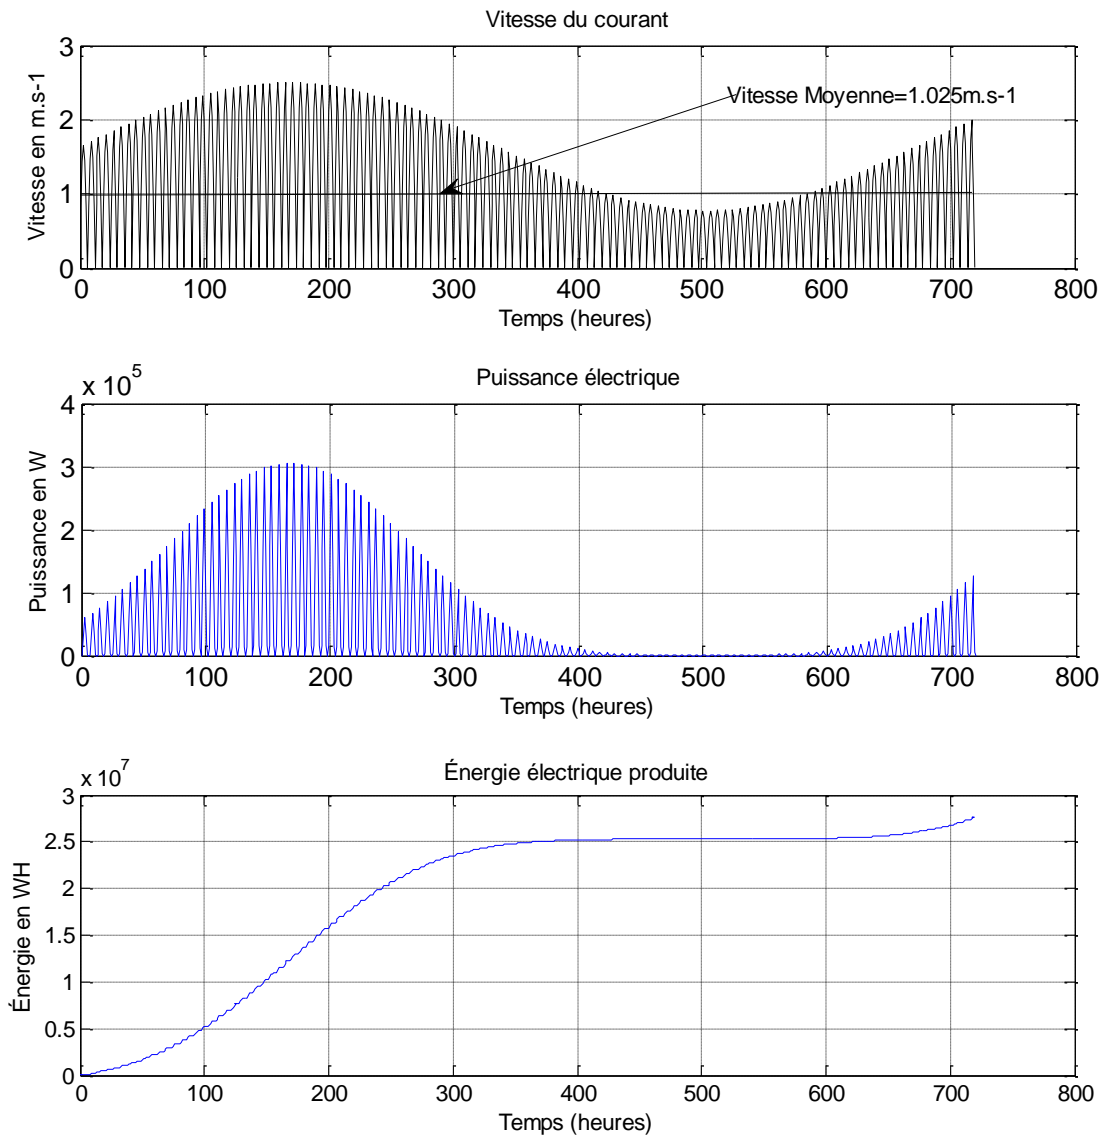 Vitesse du courant
3
2
1
0
Vitesse en m.s-1
Vitesse Moyenne=1.025m.s-1
0 100 200 300 400 500 600 700 800
Temps (heures)
x 10^5
Puissance électrique
4
3
2
1
0
Puissance en W
0 100 200 300 400 500 600 700 800
Temps (heures)
x 10^7
Énergie électrique produite
3
2.5
2
1.5
1
0.5
0
Énergie en WH
0 100 200 300 400 500 600 700 800
Temps (heures)